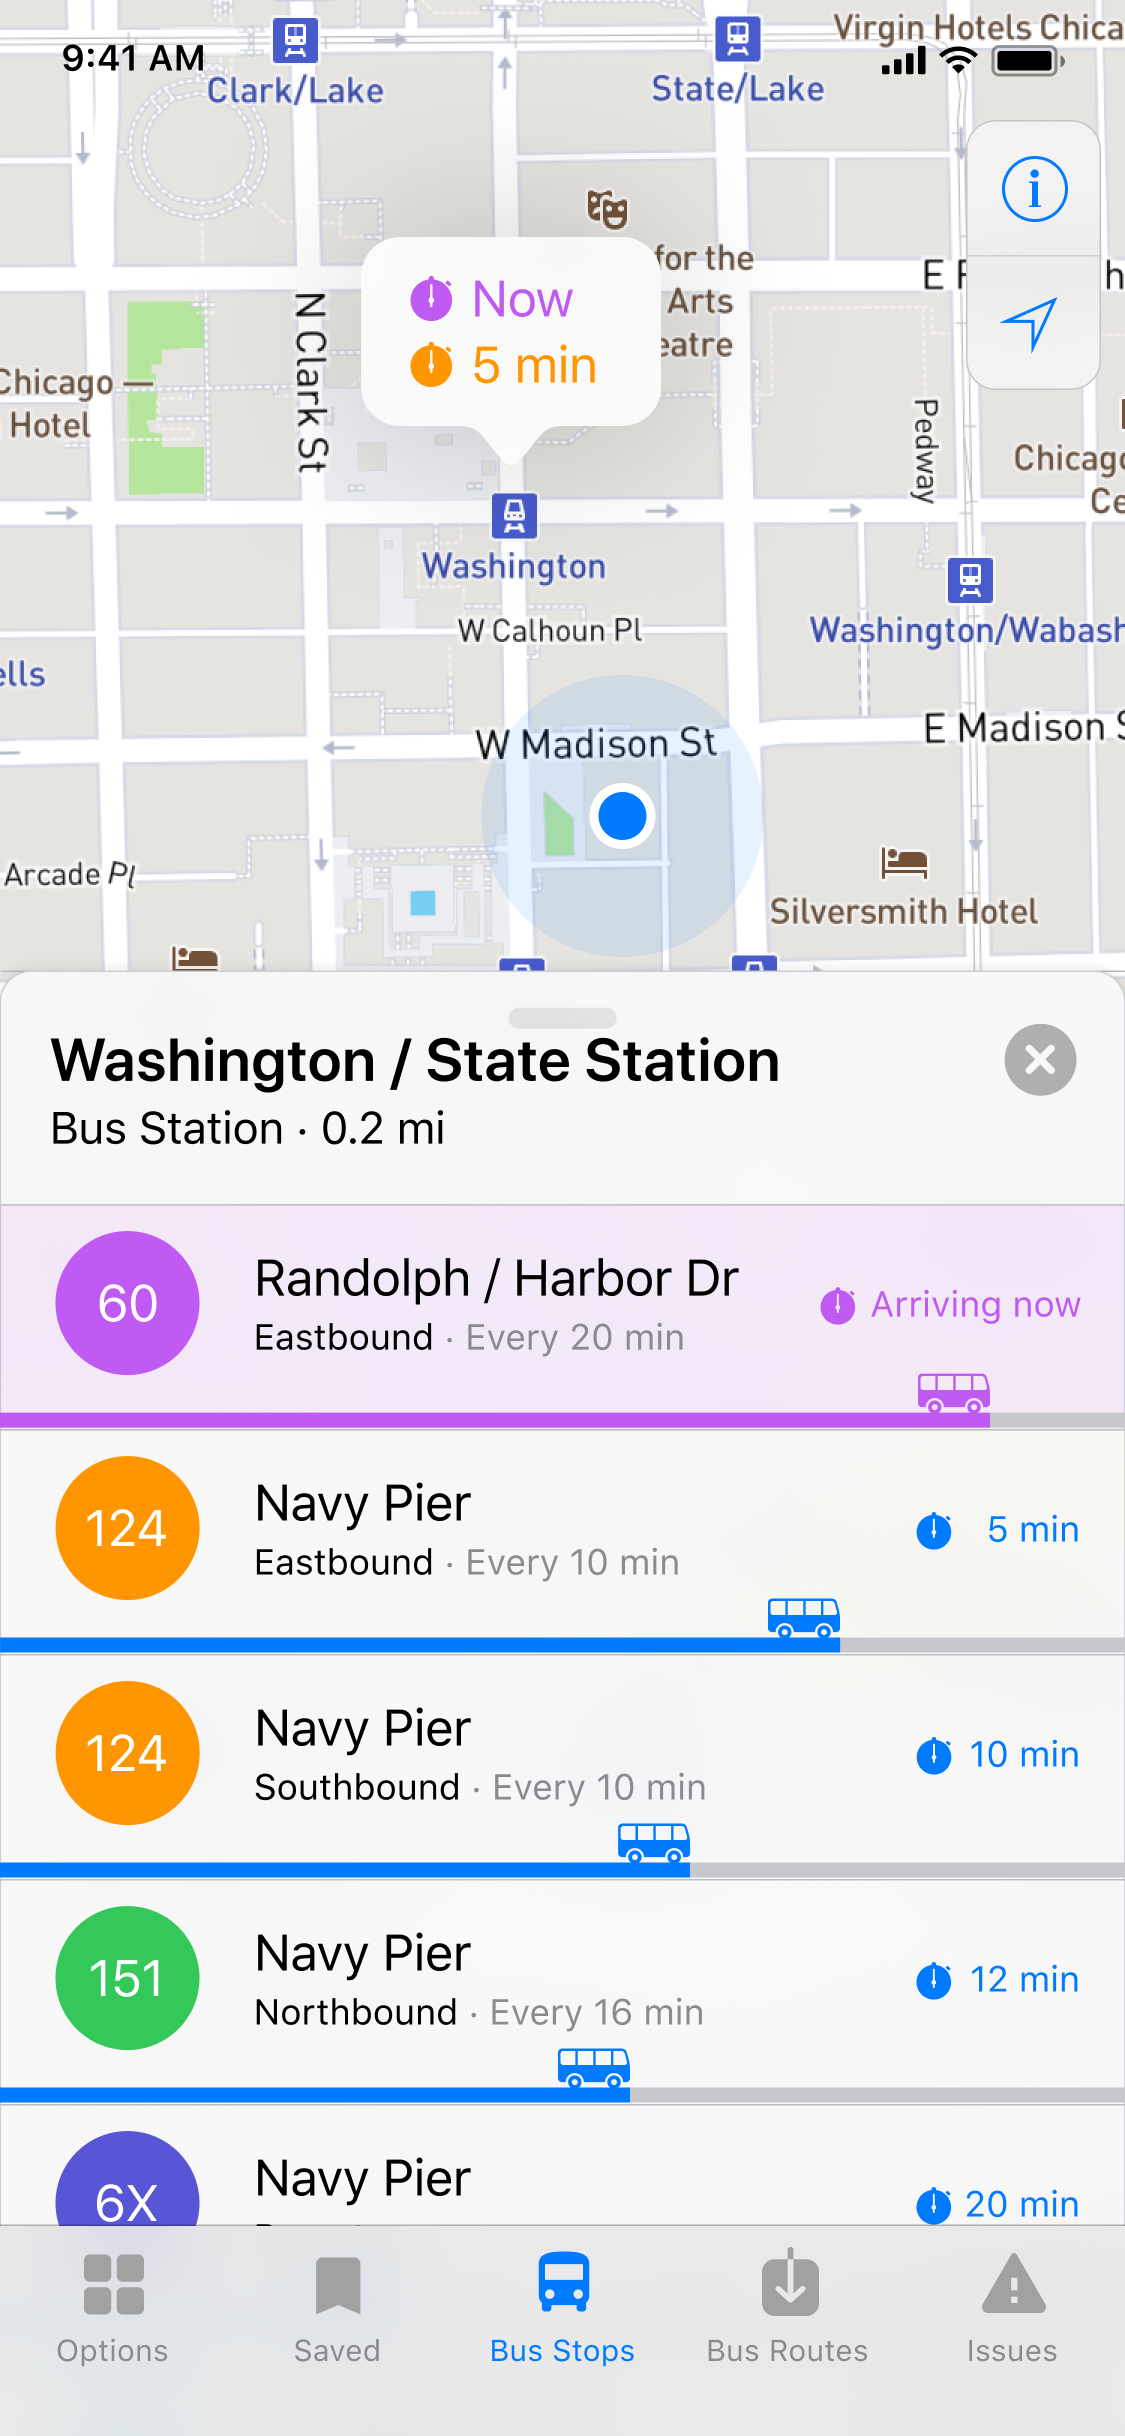 Virgin Hotels Chica
9:41 AM
Clark/Lake
State/Lake
for the
Arts
eatre
E F
h
Now
5 min
N Clark St
Chicago
Hotel
Pedway
Chicago
Ce
Washington
W Calhoun Pl
Washington/Wabash
ells
W Madison St
E Madison S
Arcade Pl
Silversmith Hotel
Washington / State Station
Bus Station · 0.2 mi
60
Randolph / Harbor Dr
Eastbound · Every 20 min
Arriving now
124
Navy Pier
Eastbound · Every 10 min
5 min
124
Navy Pier
Southbound · Every 10 min
10 min
151
Navy Pier
Northbound · Every 16 min
12 min
6X
Navy Pier
20 min
Options
Saved
Bus Stops
Bus Routes
Issues